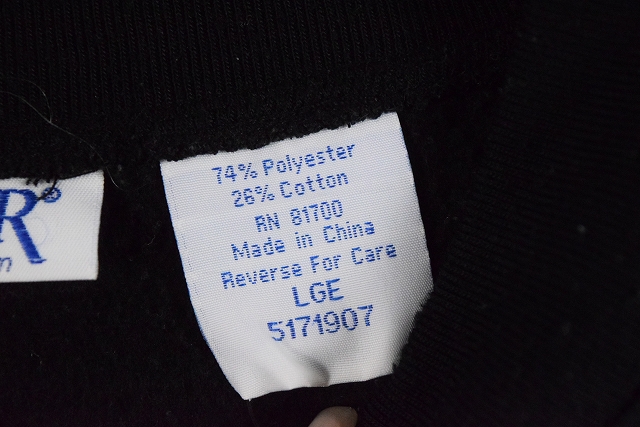 74% Polyester
26% Cotton
RN 81700
Made in China
Reverse For Care
LGE
5171907
R®